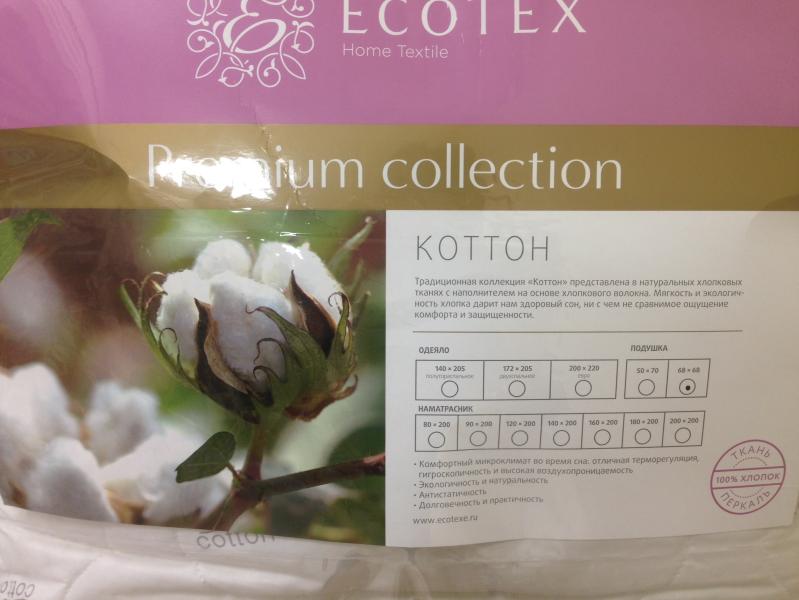 ECOTEX
Home Textile
Premium collection
КОТТОН
Традиционная коллекция «Коттон» представлена в натуральных хлопковых
тканях с наполнителем на основе хлопкового волокна. Мягкость и экологич-
ность хлопка дарит нам здоровый сон, ни с чем не сравнимое ощущение
комфорта и защищенности.
ОДЕЯЛО
140 × 205
полутораспальное
172 × 205
двуспальное
200 × 220
евро
ПОДУШКА
50 × 70
68 × 68
НАМАТРАСНИК
80 × 200
90 × 200
120 × 200
140 × 200
160 × 200
180 × 200
200 × 200
• Комфортный микроклимат во время сна: отличная терморегуляция,
гигроскопичность и высокая воздухопроницаемость
• Экологичность и натуральность
• Антистатичность
• Долговечность и практичность
www.ecotexe.ru
ТКАНЬ
100% ХЛОПОК
ПЕРКАЛЬ
cotton